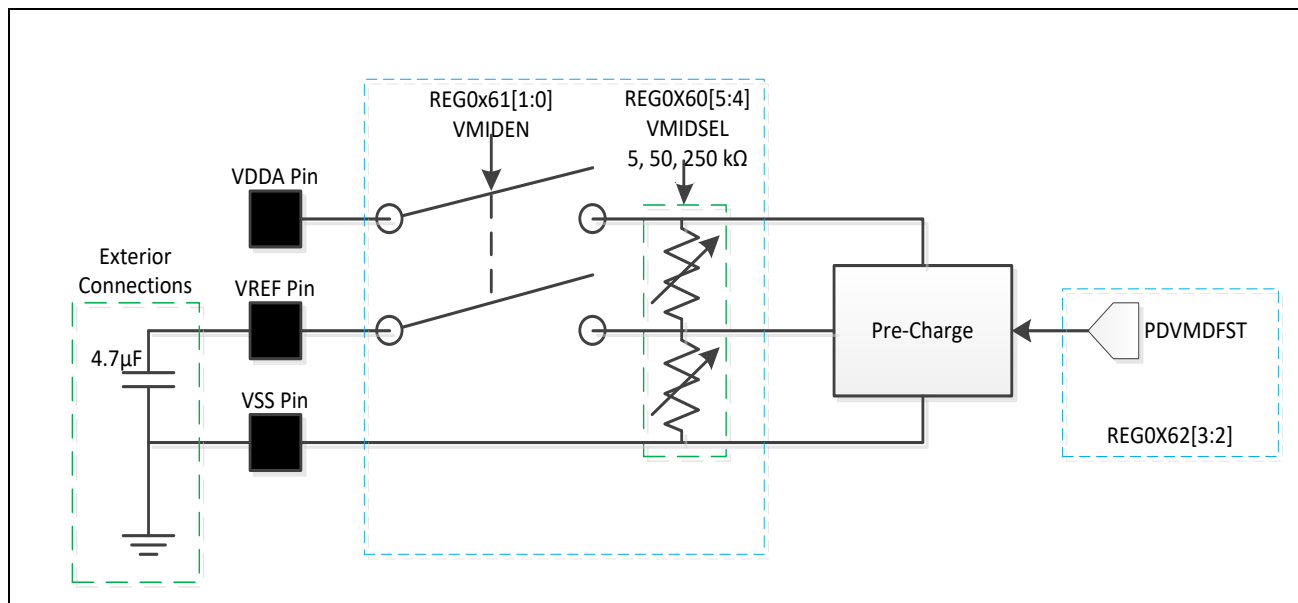 REG0x61[1:0]
VMIDEN
REG0X60[5:4]
VMIDSEL
5, 50, 250 kΩ
VDDA Pin
Exterior
Connections
VREF Pin
4.7µF
VSS Pin
Pre-Charge
PDVMDFST
REG0X62[3:2]